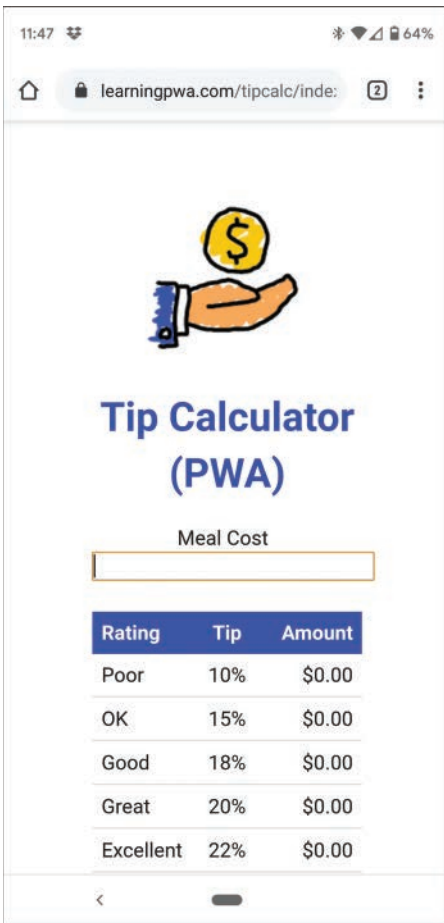 11:47 64%
learningpwa.com/tipcalc/inde: 2
$
Tip Calculator
(PWA)
Meal Cost
Rating Tip Amount
Poor 10% $0.00
OK 15% $0.00
Good 18% $0.00
Great 20% $0.00
Excellent 22% $0.00